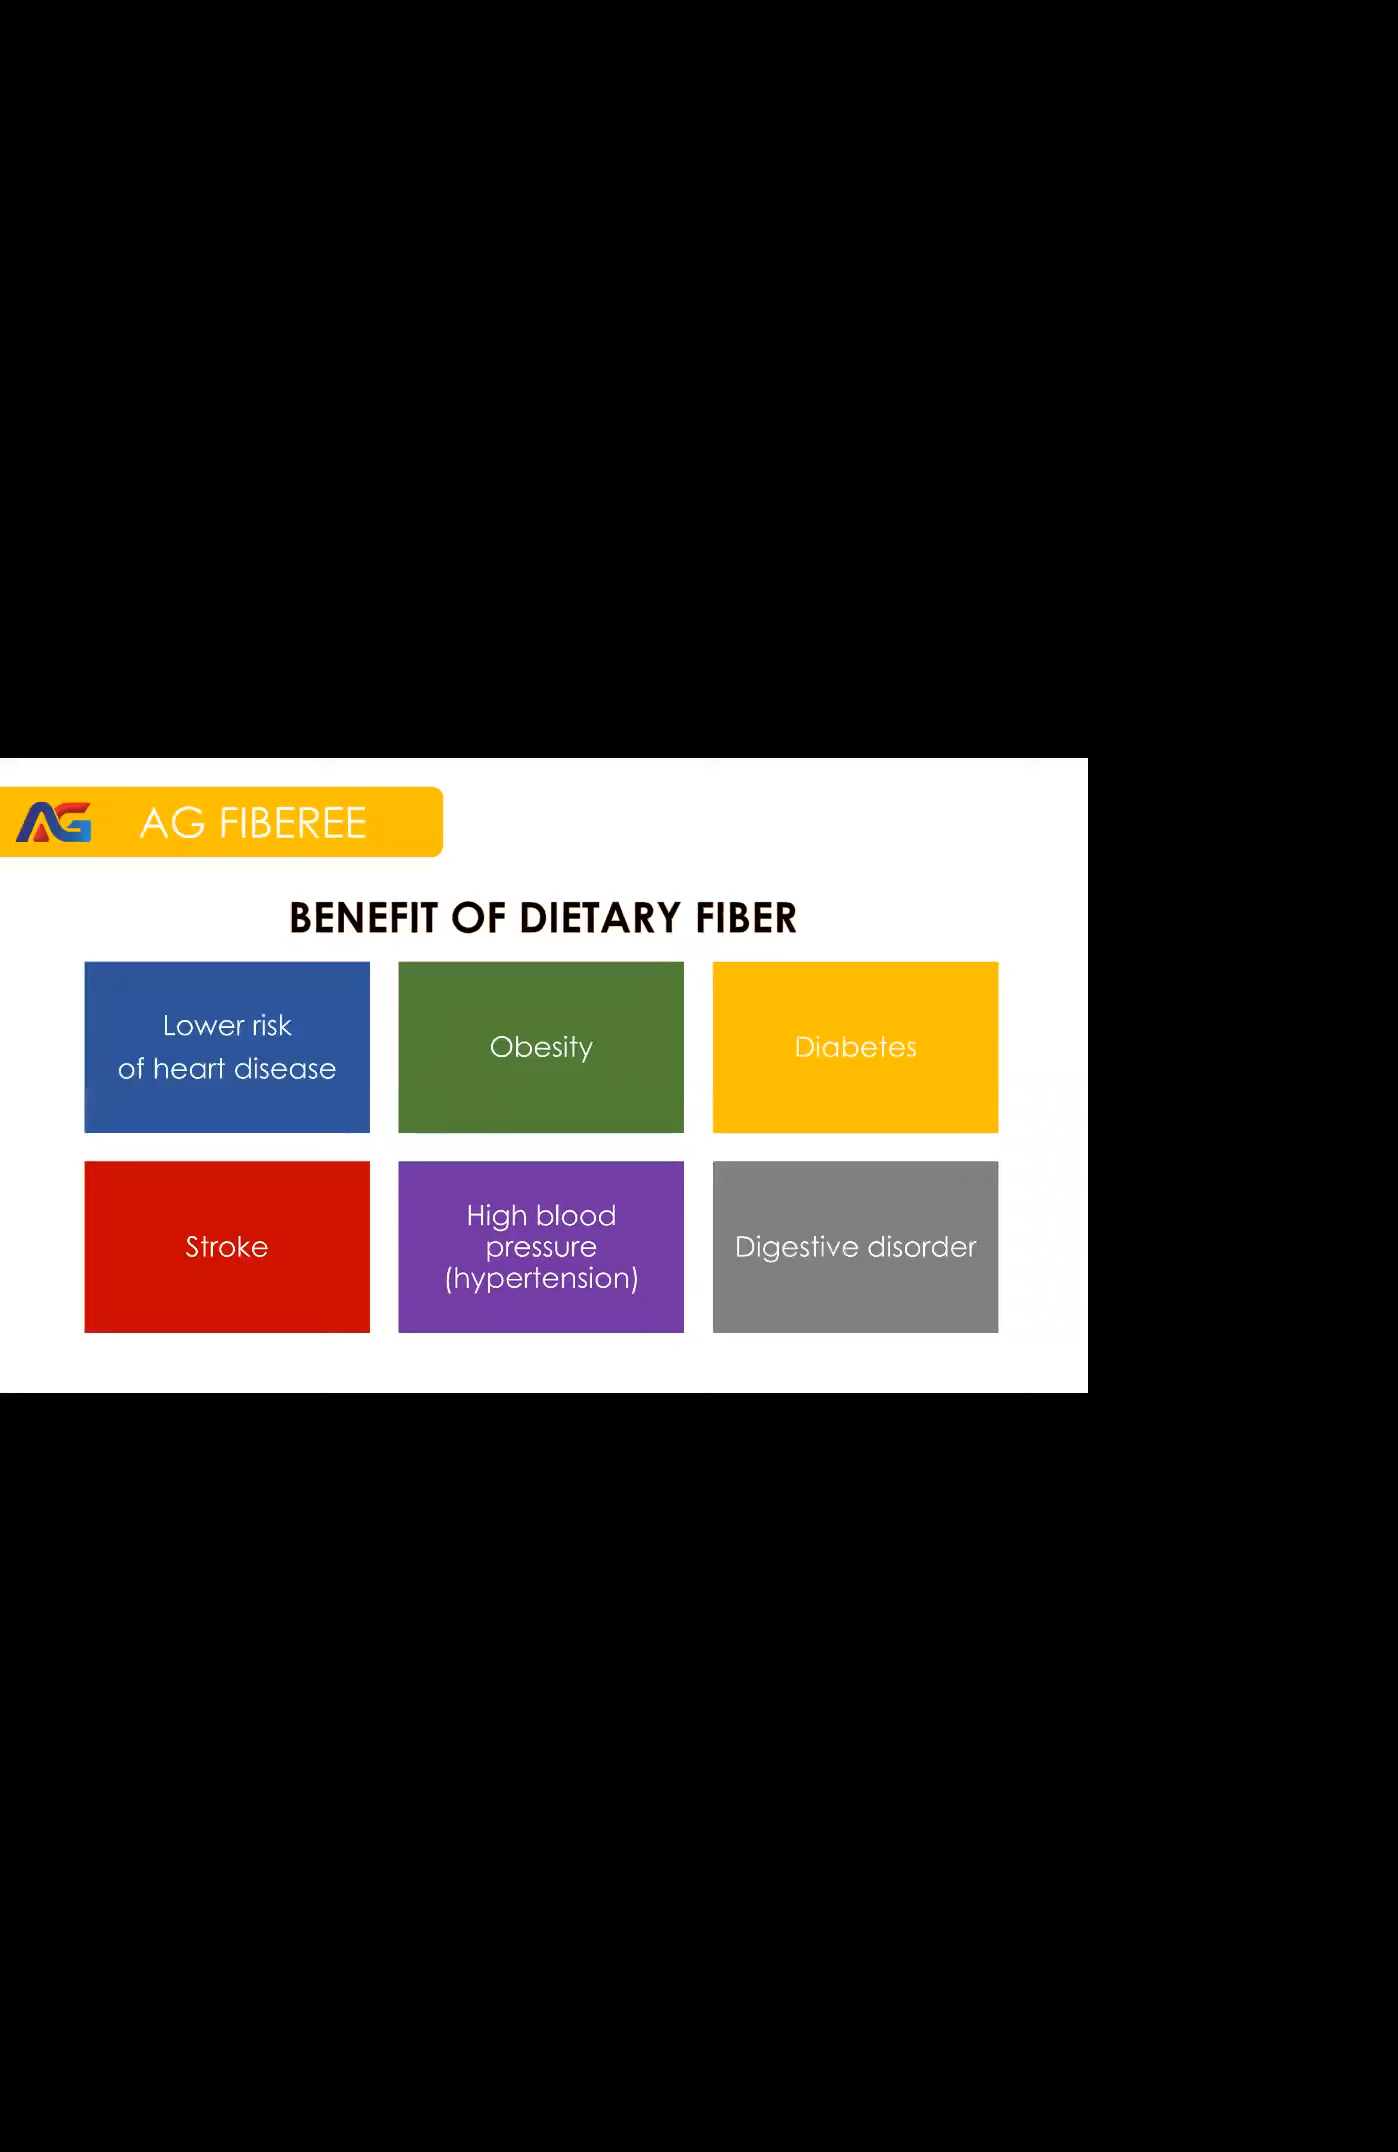 AG AG FIBEREE
BENEFIT OF DIETARY FIBER
Lower risk
of heart disease
Obesity
Diabetes
Stroke
High blood
pressure
(hypertension)
Digestive disorder